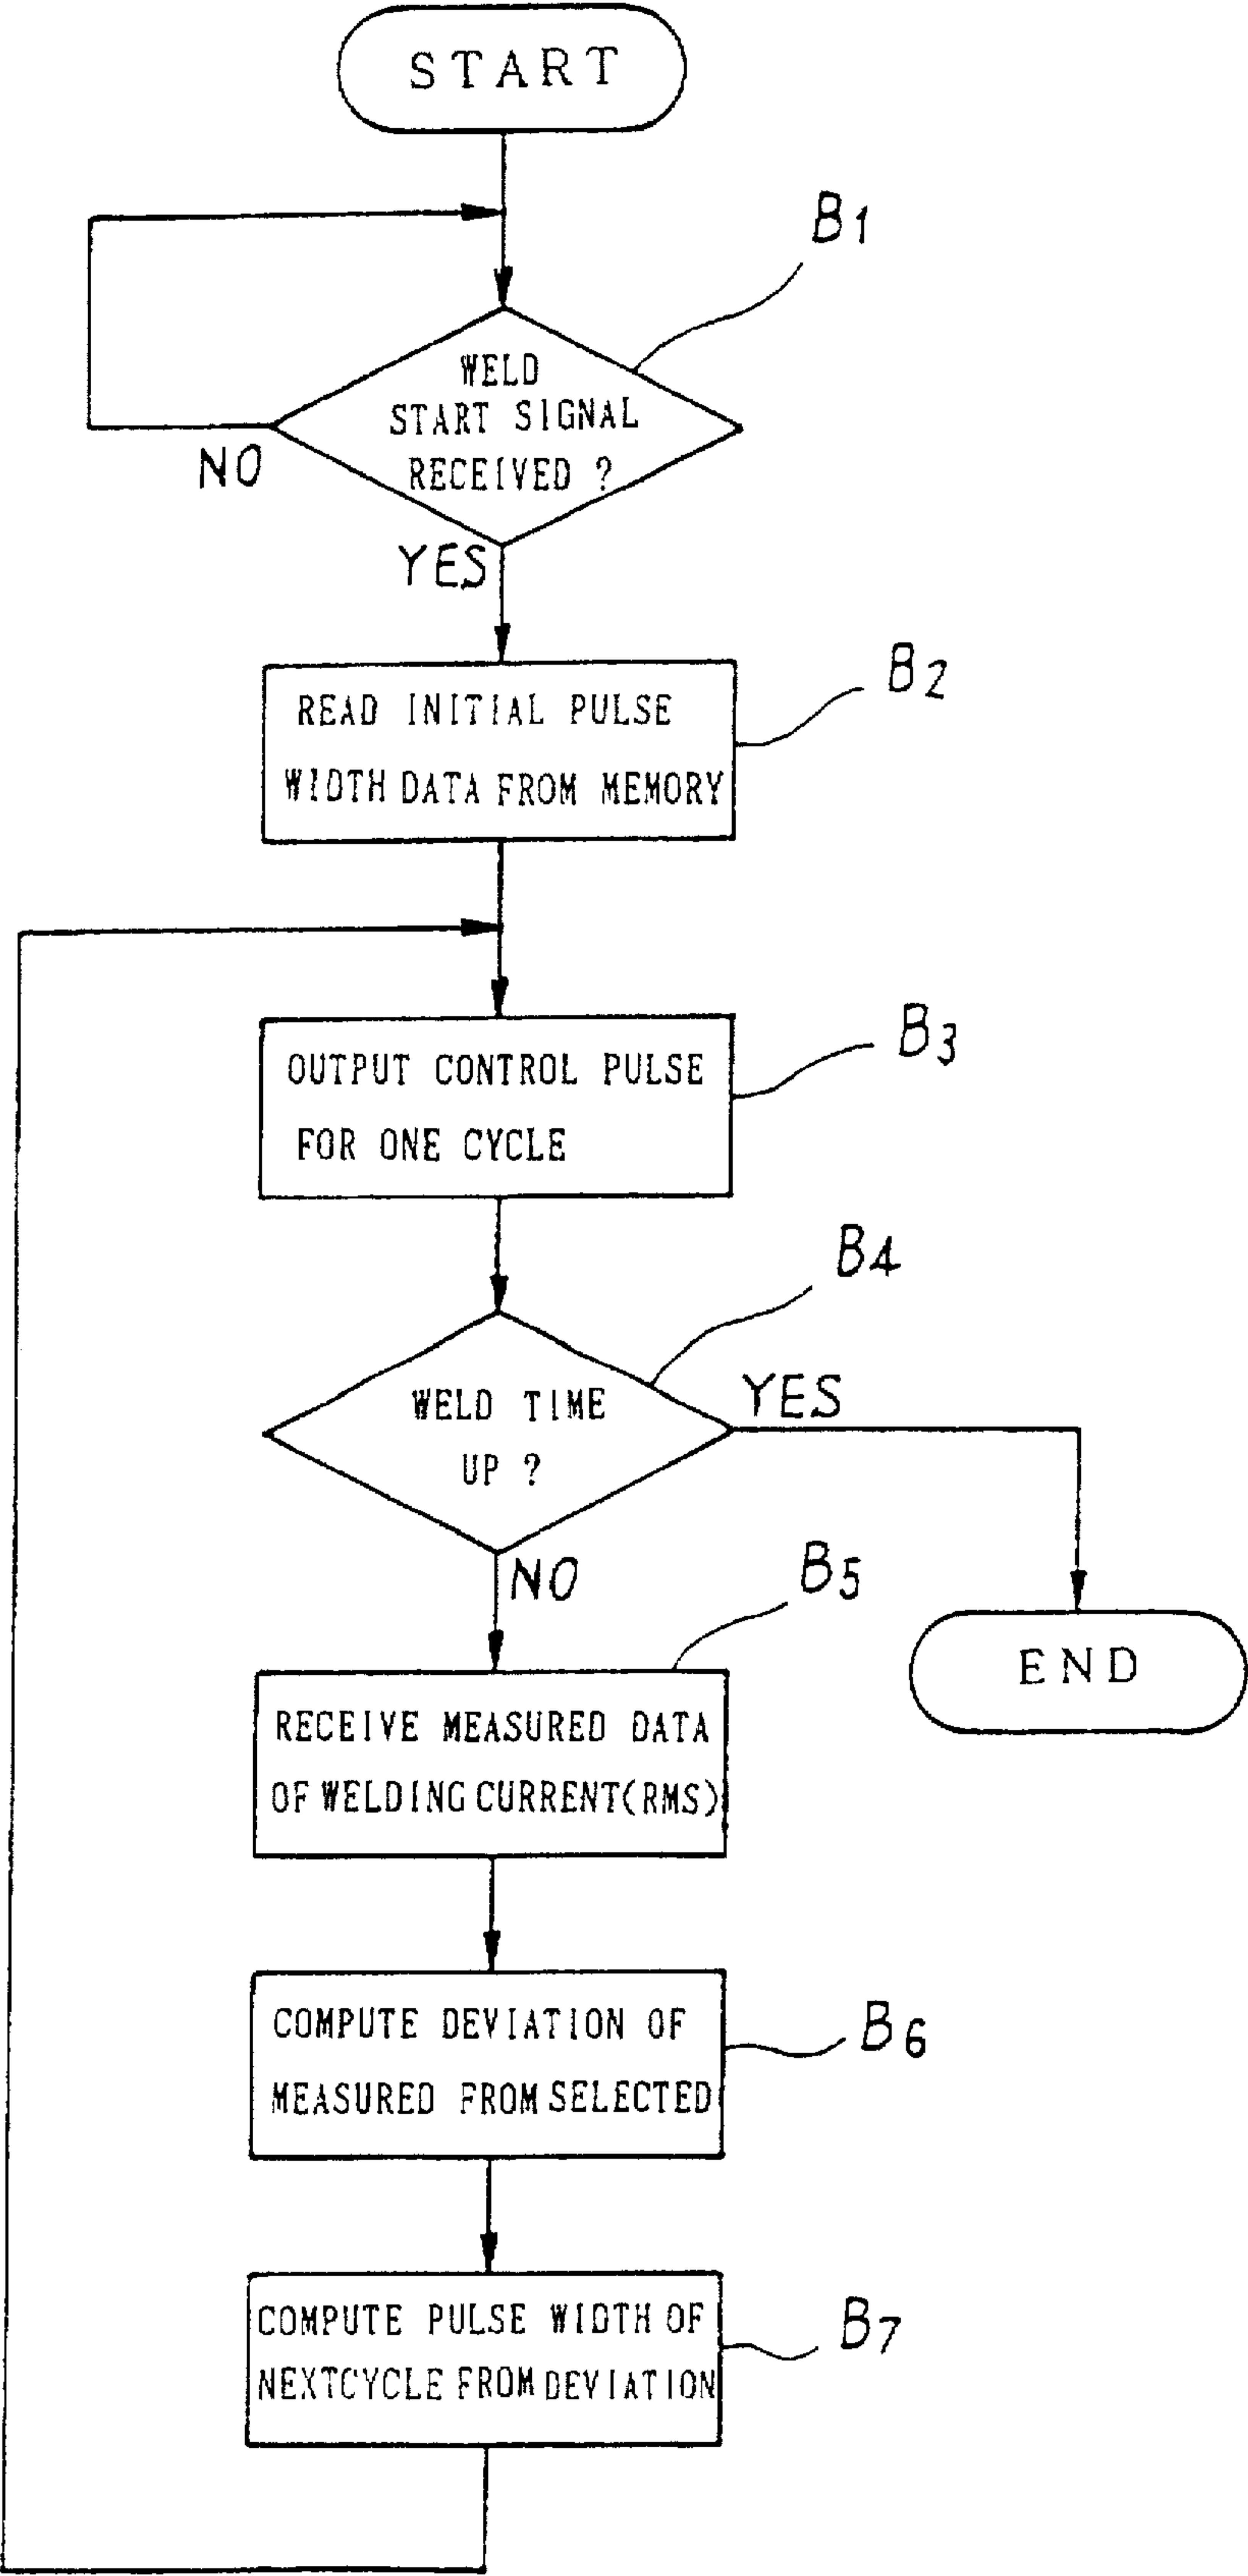 START
B1
WELD
START SIGNAL
RECEIVED ?
NO
YES
B2
READ INITIAL PULSE
WIDTH DATA FROM MEMORY
B3
OUTPUT CONTROL PULSE
FOR ONE CYCLE
B4
WELD TIME
UP ?
YES
NO
B5
END
RECEIVE MEASURED DATA
OF WELDING CURRENT(RMS)
B6
COMPUTE DEVIATION OF
MEASURED FROM SELECTED
B7
COMPUTE PULSE WIDTH OF
NEXTCYCLE FROM DEVIATION